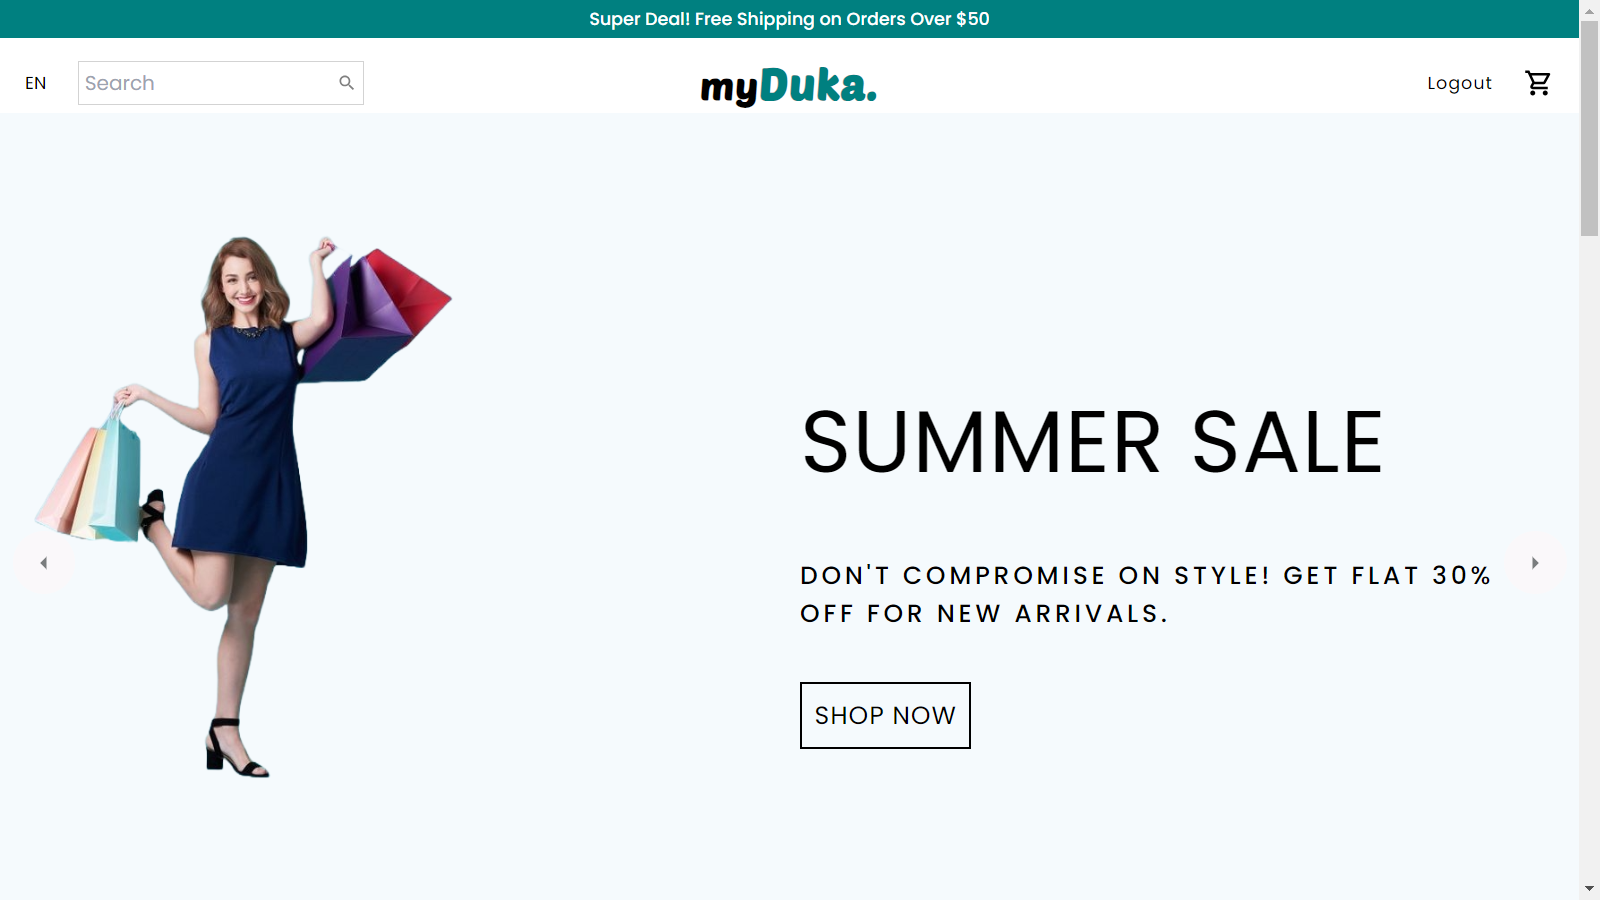 Super Deal! Free Shipping on Orders Over $50
EN
Search
myDuka.
Logout
SUMMER SALE
DON'T COMPROMISE ON STYLE! GET FLAT 30%
OFF FOR NEW ARRIVALS.
SHOP NOW